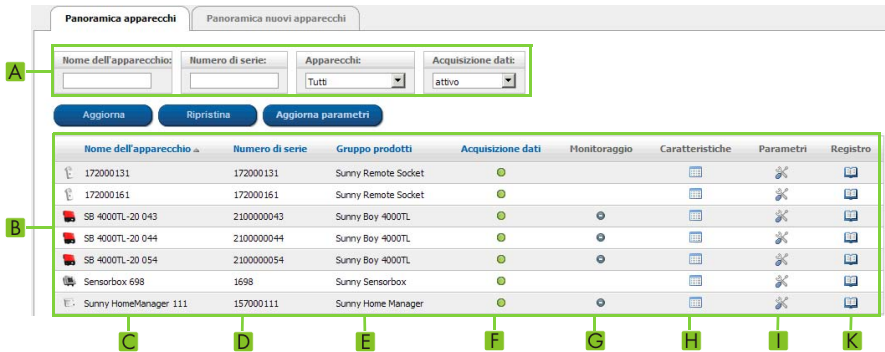 Panoramica apparecchi Panoramica nuovi apparecchi
A
Nome dell'apparecchio: Numero di serie: Apparecchi: Acquisizione dati:
Tutti attivo
Aggiorna Ripristina Aggiorna parametri
Nome dell'apparecchio Numero di serie Gruppo prodotti Acquisizione dati Monitoraggio Caratteristiche Parametri Registro
172000131 172000131 Sunny Remote Socket
172000161 172000161 Sunny Remote Socket
B
SB 4000TL-20 043 2100000043 Sunny Boy 4000TL
SB 4000TL-20 044 2100000044 Sunny Boy 4000TL
SB 4000TL-20 054 2100000054 Sunny Boy 4000TL
Sensorbox 698 1698 Sunny Sensorbox
Sunny HomeManager 111 157000111 Sunny Home Manager
C D E F G H I K